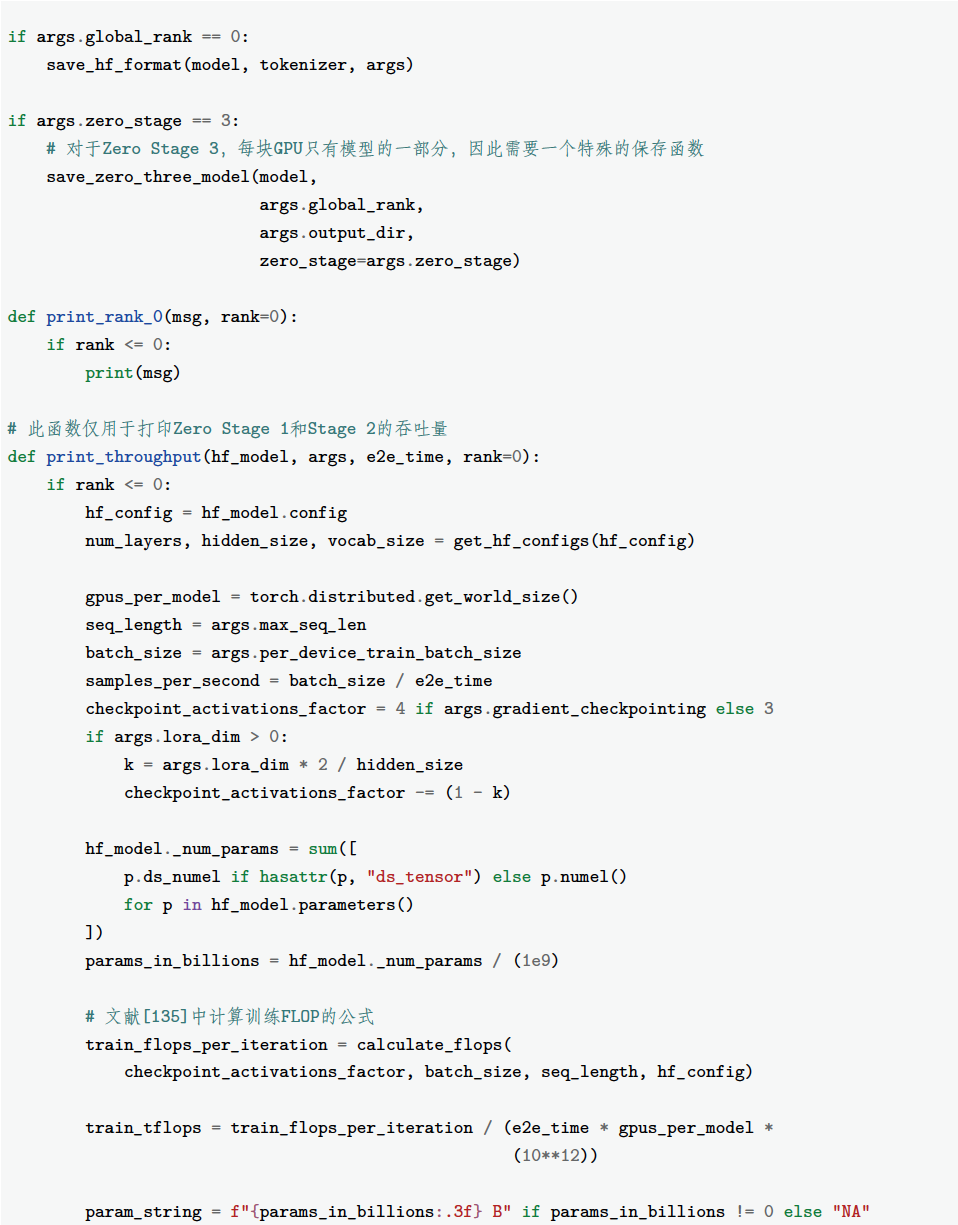 if args.global_rank == 0:
    save_hf_format(model, tokenizer, args)

if args.zero_stage == 3:
    # 对于Zero Stage 3，每块GPU只有模型的一部分，因此需要一个特殊的保存函数
    save_zero_three_model(model,
                          args.global_rank,
                          args.output_dir,
                          zero_stage=args.zero_stage)

def print_rank_0(msg, rank=0):
    if rank <= 0:
        print(msg)

# 此函数仅用于打印Zero Stage 1和Stage 2的吞吐量
def print_throughput(hf_model, args, e2e_time, rank=0):
    if rank <= 0:
        hf_config = hf_model.config
        num_layers, hidden_size, vocab_size = get_hf_configs(hf_config)

        gpus_per_model = torch.distributed.get_world_size()
        seq_length = args.max_seq_len
        batch_size = args.per_device_train_batch_size
        samples_per_second = batch_size / e2e_time
        checkpoint_activations_factor = 4 if args.gradient_checkpointing else 3
        if args.lora_dim > 0:
            k = args.lora_dim * 2 / hidden_size
            checkpoint_activations_factor -= (1 - k)

        hf_model._num_params = sum([
            p.ds_numel if hasattr(p, "ds_tensor") else p.numel()
            for p in hf_model.parameters()
        ])
        params_in_billions = hf_model._num_params / (1e9)

        # 文献[135]中计算训练FLOP的公式
        train_flops_per_iteration = calculate_flops(
            checkpoint_activations_factor, batch_size, seq_length, hf_config)

        train_tflops = train_flops_per_iteration / (e2e_time * gpus_per_model *
                                                    (10**12))

        param_string = f"{params_in_billions:.3f} B" if params_in_billions != 0 else "NA"